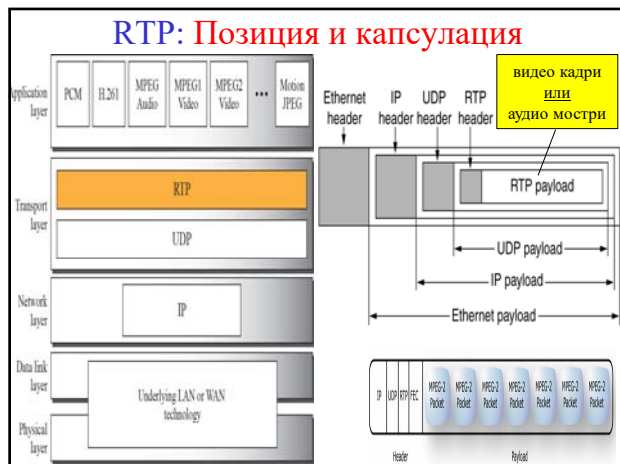 RTP: Позиция и капсулация
Application
layer
PCM
H.261
MPEG
Audio
MPEG1
Video
MPEG2
Video
•••
Motion
JPEG
Transport
layer
RTP
UDP
Network
layer
IP
Data link
layer
Physical
layer
Underlying LAN or WAN
technology
Ethernet
header
IP
header
UDP
header
RTP
header
видео кадри
или
аудио мостри
RTP payload
UDP payload
IP payload
Ethernet payload
IP
UDP
RTP
FEC
MPEG-2
Packet
MPEG-2
Packet
MPEG-2
Packet
MPEG-2
Packet
MPEG-2
Packet
MPEG-2
Packet
MPEG-2
Packet
Header
Payload